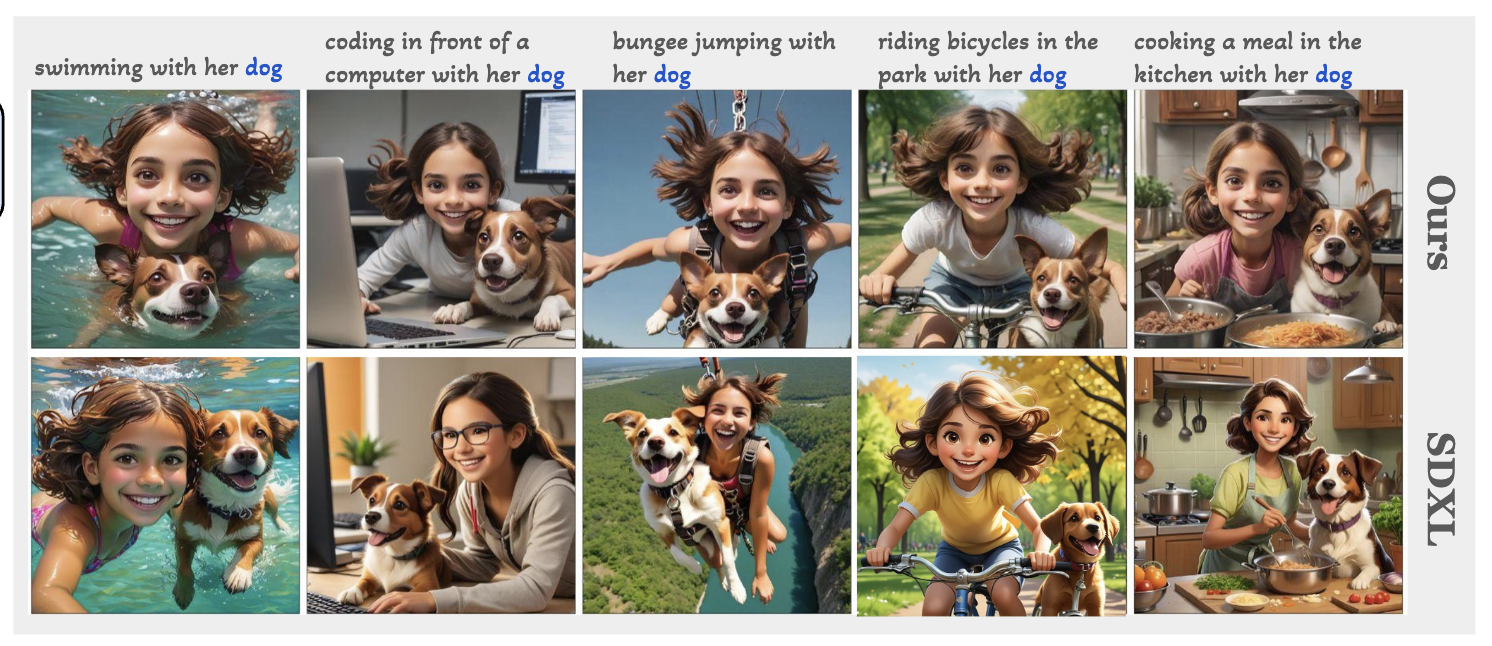 swimming with her dog
coding in front of a
computer with her dog
bungee jumping with
her dog
riding bicycles in the
park with her dog
cooking a meal in the
kitchen with her dog
Ours
SDXL